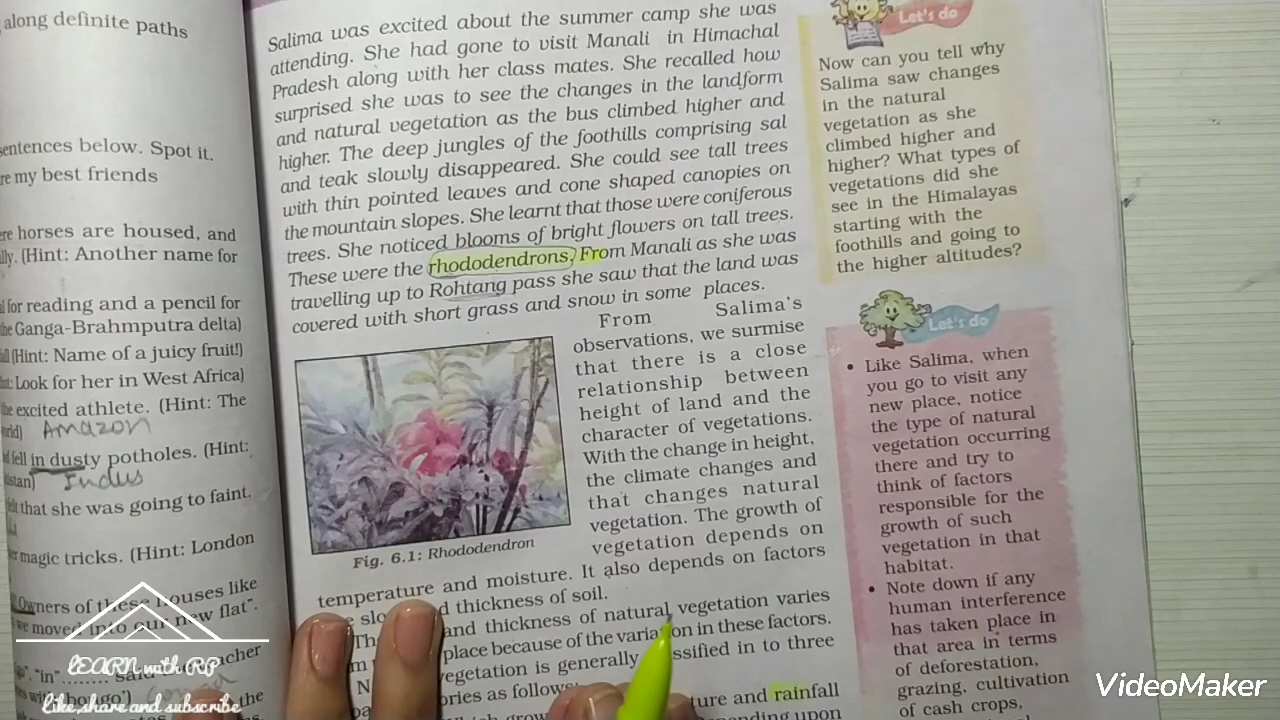 along definite paths
sentences below. Spot it.
re my best friends
ere horses are housed, and
ally. (Hint: Another name for
al for reading and a pencil for
the Ganga-Brahmputra delta)
(Hint: Name of a juicy fruit!)
Look for her in West Africa)
the excited athlete. (Hint: The
Amazon
fell in dusty potholes. (Hint:
Indus
that she was going to faint.
magic tricks. (Hint: London
Owners of these houses like
we moved into our new flat".
Salima was excited about the summer camp she was
attending. She had gone to visit Manali in Himachal
Pradesh along with her class mates. She recalled how
surprised she was to see the changes in the landform
and natural vegetation as the bus climbed higher and
higher. The deep jungles of the foothills comprising sal
and teak slowly disappeared. She could see tall trees
with thin pointed leaves and cone shaped canopies on
the mountain slopes. She learnt that those were coniferous
trees. She noticed blooms of bright flowers on tall trees.
These were the rhododendrons. From Manali as she was
travelling up to Rohtang pass she saw that the land was
covered with short grass and snow in some places.
From Salima's
observations, we surmise
that there is a close
relationship between
height of land and the
character of vegetations.
With the change in height,
the climate changes and
that changes natural
vegetation. The growth of
vegetation depends on
temperature and moisture. It also depends on factors
thickness of soil.
and thickness of natural vegetation varies
place because of the variation in these factors.
vegetation is generally classified in to three
as follows:
and rainfall
Fig. 6.1: Rhododendron
Let's do
Now can you tell why
Salima saw changes
in the natural
vegetation as she
climbed higher and
higher? What types of
vegetations did she
see in the Himalayas
starting with the
foothills and going to
the higher altitudes?
Let's do
• Like Salima, when
you go to visit any
new place, notice
the type of natural
vegetation occurring
there and try to
think of factors
responsible for the
growth of such
vegetation in that
habitat.
• Note down if any
human interference
has taken place in
that area in terms
of deforestation,
grazing, cultivation
of cash crops,
LEARN with RP
Like,share and subscribe
VideoMaker